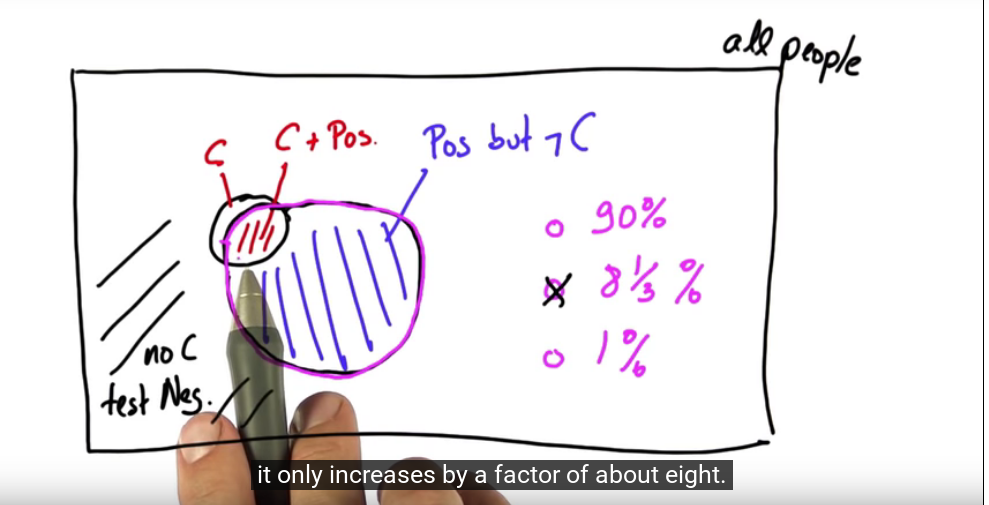 all people
C
C + Pos.
Pos but ¬ C
90%
8 1/3 %
1%
no C
test Neg.
it only increases by a factor of about eight.